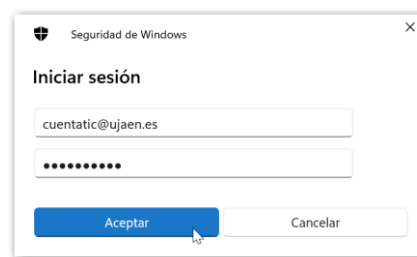 Seguridad de Windows
Iniciar sesión
cuentatic@ujaen.es
••••••••••
Aceptar
Cancelar